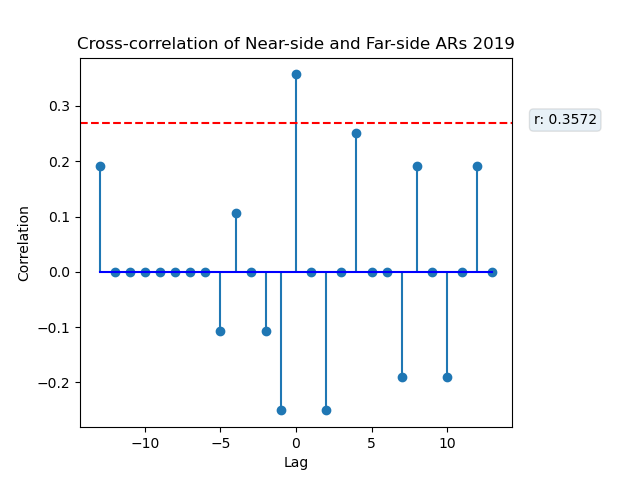 Cross-correlation of Near-side and Far-side ARs 2019
r: 0.3572
Correlation
0.3
0.2
0.1
0.0
−0.1
−0.2
−10
−5
0
5
10
Lag